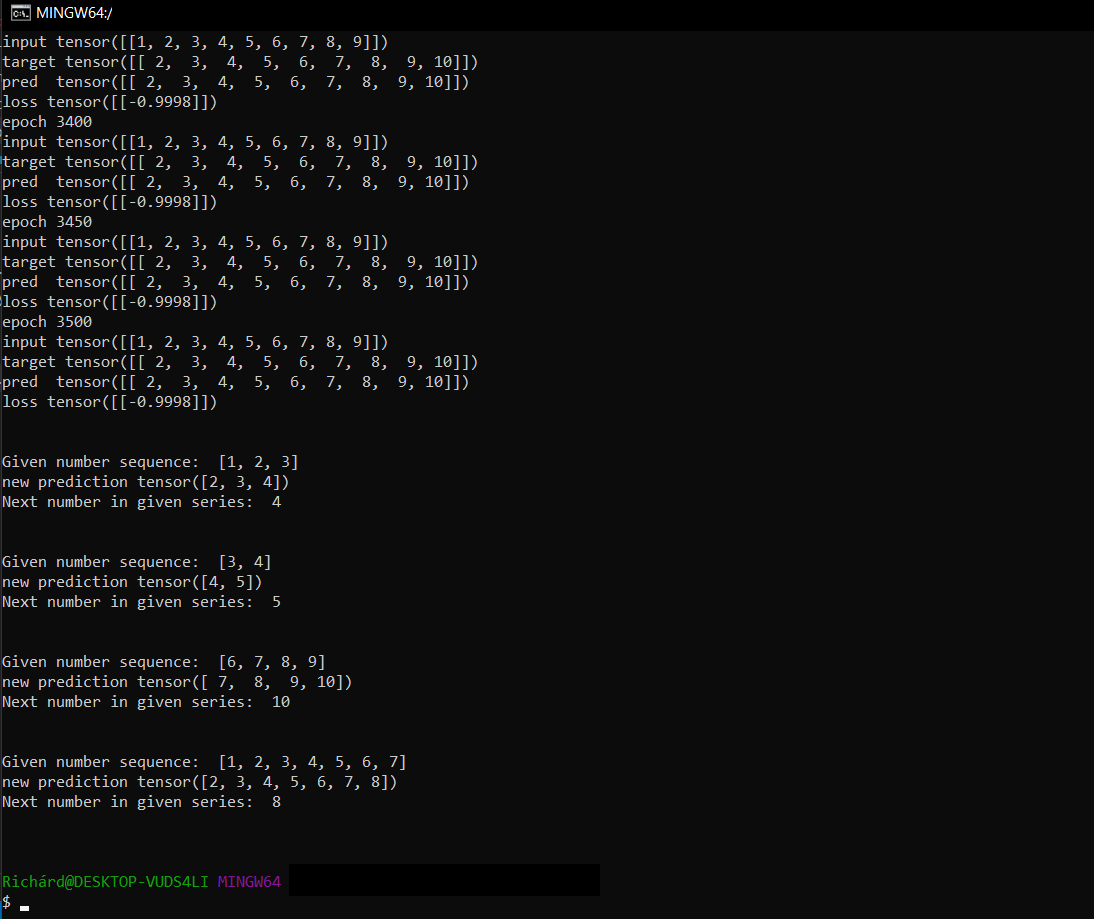 MINGW64:/
input tensor([[1, 2, 3, 4, 5, 6, 7, 8, 9]])
target tensor([[ 2,  3,  4,  5,  6,  7,  8,  9, 10]])
pred  tensor([[ 2,  3,  4,  5,  6,  7,  8,  9, 10]])
loss tensor([[-0.9998]])
epoch 3400
input tensor([[1, 2, 3, 4, 5, 6, 7, 8, 9]])
target tensor([[ 2,  3,  4,  5,  6,  7,  8,  9, 10]])
pred  tensor([[ 2,  3,  4,  5,  6,  7,  8,  9, 10]])
loss tensor([[-0.9998]])
epoch 3450
input tensor([[1, 2, 3, 4, 5, 6, 7, 8, 9]])
target tensor([[ 2,  3,  4,  5,  6,  7,  8,  9, 10]])
pred  tensor([[ 2,  3,  4,  5,  6,  7,  8,  9, 10]])
loss tensor([[-0.9998]])
epoch 3500
input tensor([[1, 2, 3, 4, 5, 6, 7, 8, 9]])
target tensor([[ 2,  3,  4,  5,  6,  7,  8,  9, 10]])
pred  tensor([[ 2,  3,  4,  5,  6,  7,  8,  9, 10]])
loss tensor([[-0.9998]])
Given number sequence:  [1, 2, 3]
new prediction tensor([2, 3, 4])
Next number in given series:  4
Given number sequence:  [3, 4]
new prediction tensor([4, 5])
Next number in given series:  5
Given number sequence:  [6, 7, 8, 9]
new prediction tensor([ 7,  8,  9, 10])
Next number in given series:  10
Given number sequence:  [1, 2, 3, 4, 5, 6, 7]
new prediction tensor([2, 3, 4, 5, 6, 7, 8])
Next number in given series:  8
Richárd@DESKTOP-VUDS4LI MINGW64
$